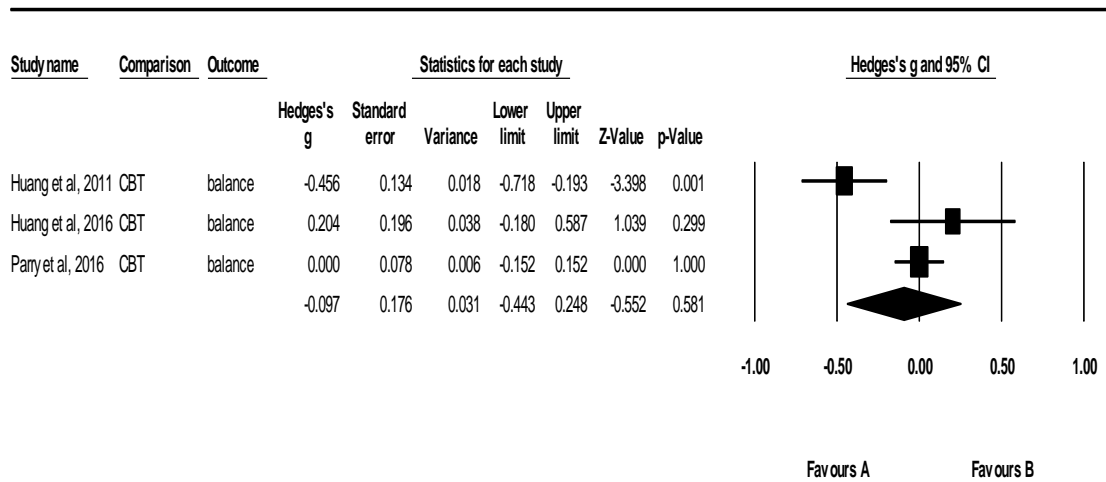 Study name Comparison Outcome Statistics for each study Hedges's g and 95% CI
Hedges's g Standard error Variance Lower limit Upper limit Z-Value p-Value
Huang et al, 2011 CBT balance -0.456 0.134 0.018 -0.718 -0.193 -3.398 0.001
Huang et al, 2016 CBT balance 0.204 0.196 0.038 -0.180 0.587 1.039 0.299
Parry et al, 2016 CBT balance 0.000 0.078 0.006 -0.152 0.152 0.000 1.000
-0.097 0.176 0.031 -0.443 0.248 -0.552 0.581
-1.00 -0.50 0.00 0.50 1.00
Favours A Favours B